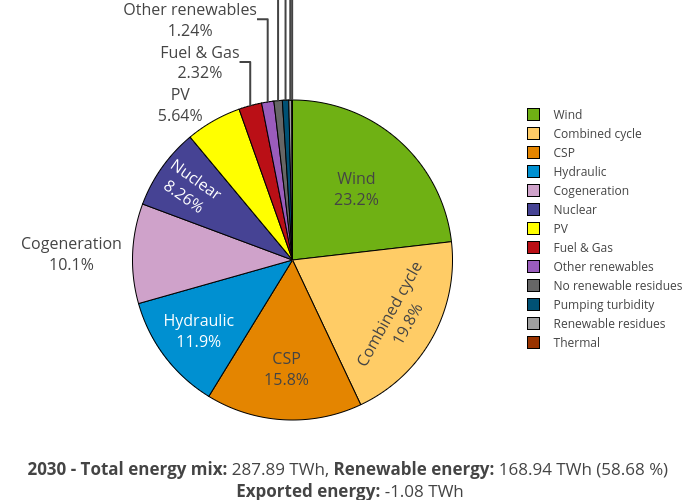 Other renewables
1.24%
Fuel & Gas
2.32%
PV
5.64%
Nuclear
8.26%
Wind
23.2%
Cogeneration
10.1%
Combined cycle
19.8%
Hydraulic
11.9%
CSP
15.8%
Wind
Combined cycle
CSP
Hydraulic
Cogeneration
Nuclear
PV
Fuel & Gas
Other renewables
No renewable residues
Pumping turbidity
Renewable residues
Thermal
2030 - Total energy mix: 287.89 TWh, Renewable energy: 168.94 TWh (58.68 %)
Exported energy: -1.08 TWh